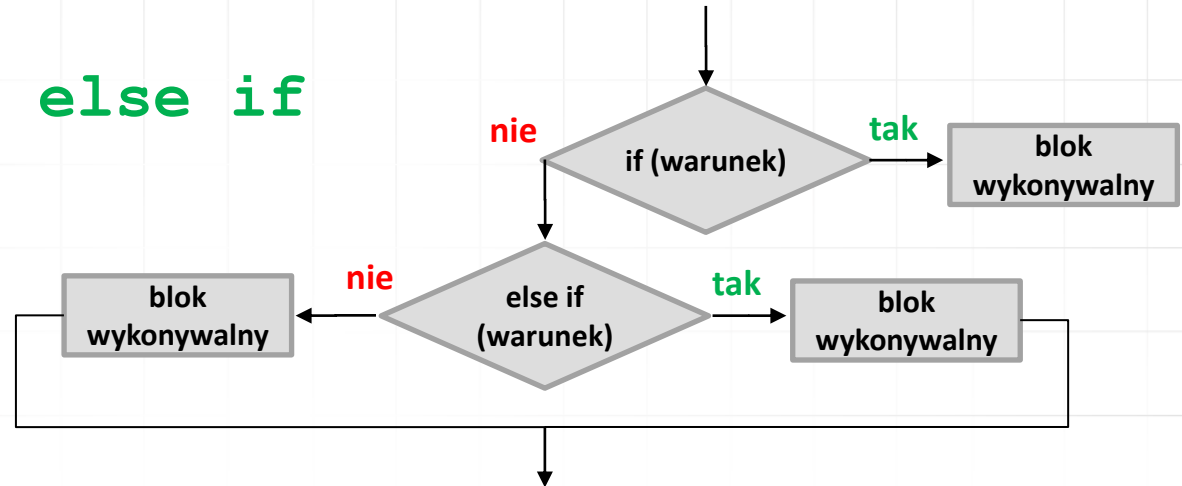 else if
nie
if (warunek)
tak
blok
wykonywalny
blok
wykonywalny
nie
else if
(warunek)
tak
blok
wykonywalny